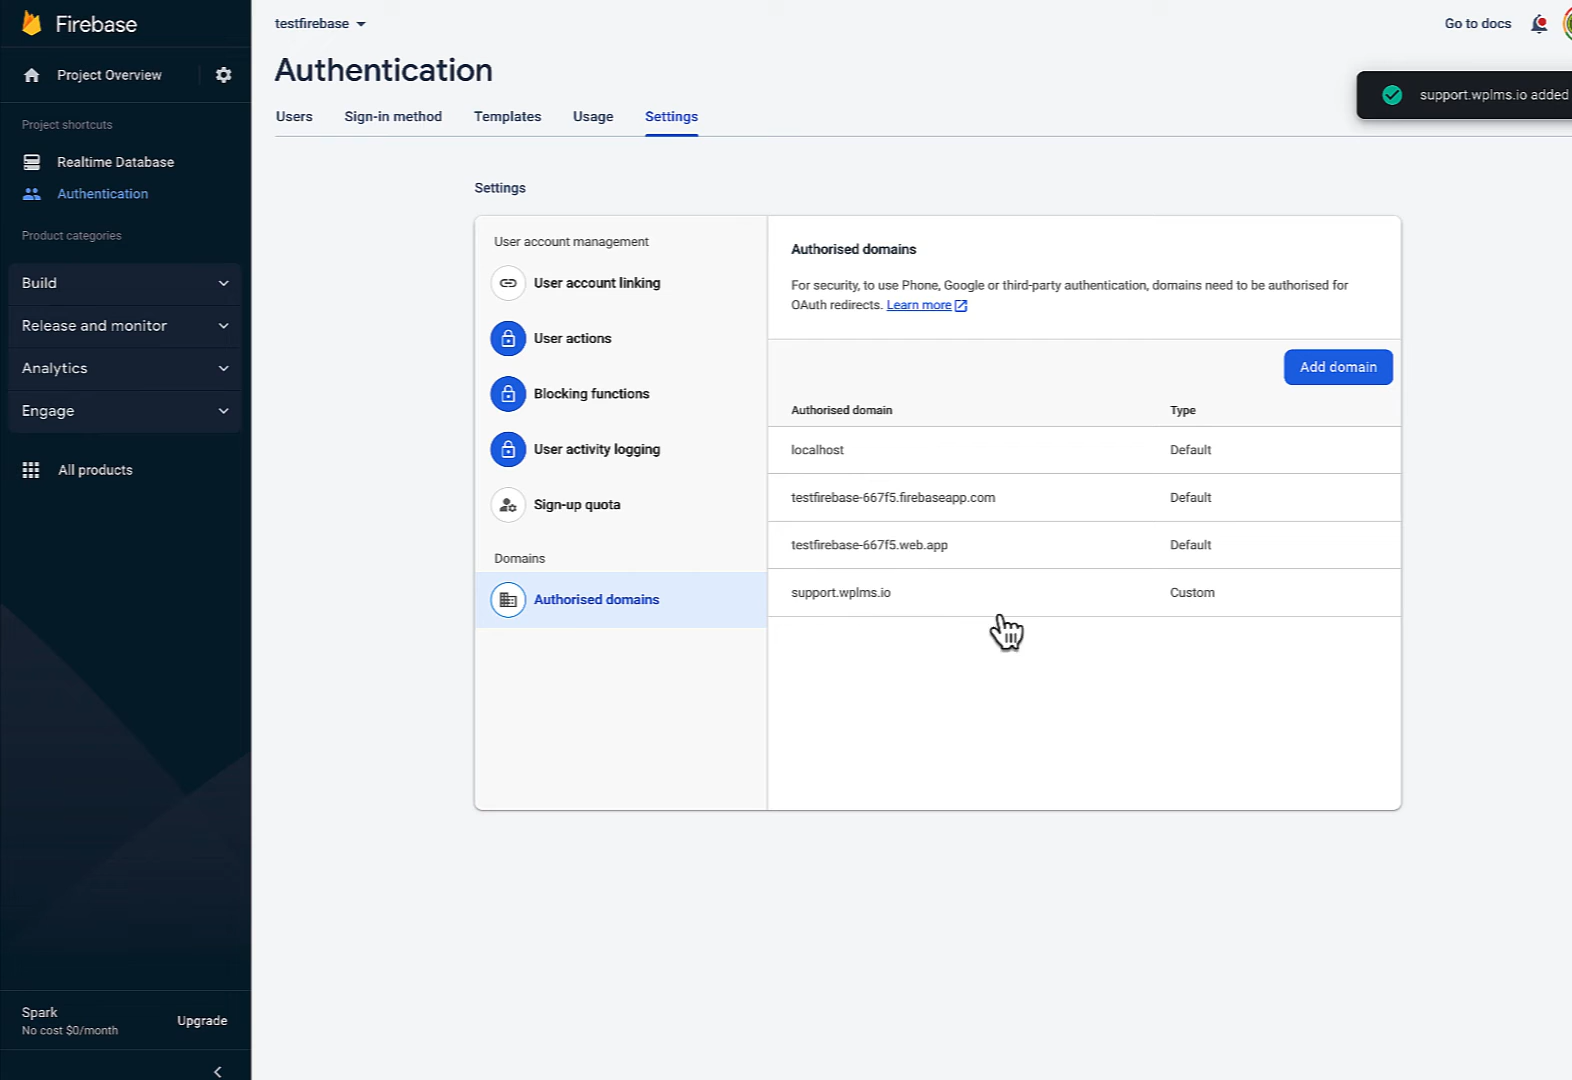 Firebase
testfirebase
Go to docs
Project Overview
Authentication
support.wplms.io added
Users
Sign-in method
Templates
Usage
Settings
Project shortcuts
Realtime Database
Authentication
Product categories
Build
Release and monitor
Analytics
Engage
All products
Settings
User account management
User account linking
User actions
Blocking functions
User activity logging
Sign-up quota
Domains
Authorised domains
Authorised domains
For security, to use Phone, Google or third-party authentication, domains need to be authorised for
OAuth redirects. Learn more
Add domain
Authorised domain Type
localhost Default
testfirebase-667f5.firebaseapp.com Default
testfirebase-667f5.web.app Default
support.wplms.io Custom
Spark
No cost $0/month
Upgrade